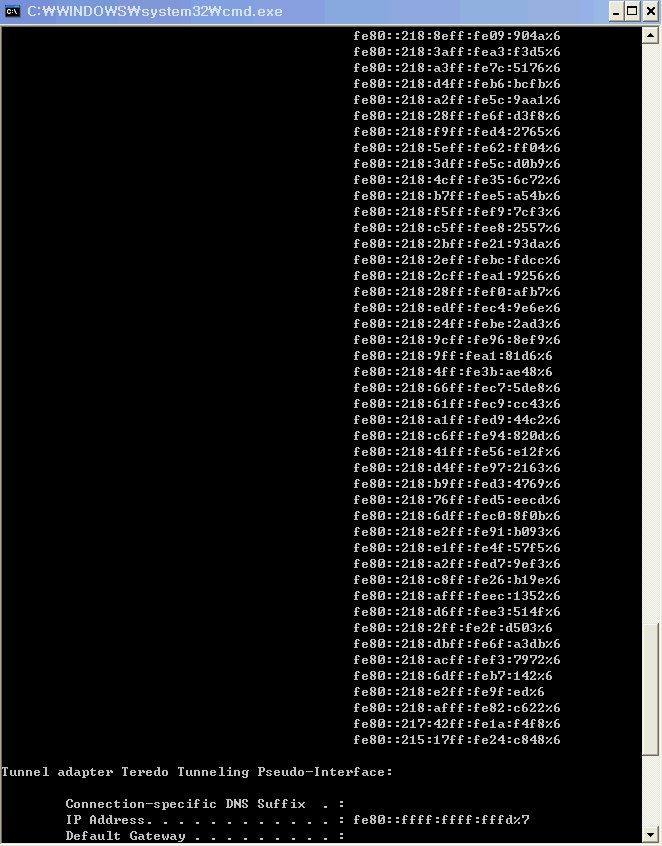 C:₩WINDOWS₩system32₩cmd.exe
fe80::218:8eff:fe09:904a%6
fe80::218:3aff:fea3:f3d5%6
fe80::218:a3ff:fe7c:5176%6
fe80::218:d4ff:feb6:bcfb%6
fe80::218:a2ff:fe5c:9aa1%6
fe80::218:28ff:fe6f:d3f8%6
fe80::218:f9ff:fed4:2765%6
fe80::218:5eff:fe62:ff04%6
fe80::218:3dff:fe5c:d0b9%6
fe80::218:4cff:fe35:6c72%6
fe80::218:b7ff:fee5:a54b%6
fe80::218:f5ff:fef9:7cf3%6
fe80::218:c5ff:fee8:2557%6
fe80::218:2bff:fe21:93da%6
fe80::218:2eff:febc:fdcc%6
fe80::218:2cff:fea1:9256%6
fe80::218:28ff:fef0:afb7%6
fe80::218:edff:fec4:9e6e%6
fe80::218:24ff:febe:2ad3%6
fe80::218:9cff:fe96:8ef9%6
fe80::218:9ff:fea1:81d6%6
fe80::218:4ff:fe3b:ae48%6
fe80::218:66ff:fec7:5de8%6
fe80::218:61ff:fec9:cc43%6
fe80::218:a1ff:fed9:44c2%6
fe80::218:c6ff:fe94:820d%6
fe80::218:41ff:fe56:e12f%6
fe80::218:d4ff:fe97:2163%6
fe80::218:b9ff:fed3:4769%6
fe80::218:76ff:fed5:eecd%6
fe80::218:6dff:fec0:8f0b%6
fe80::218:e2ff:fe91:b093%6
fe80::218:e1ff:fe4f:57f5%6
fe80::218:a2ff:fed7:9ef3%6
fe80::218:c8ff:fe26:b19e%6
fe80::218:afff:feec:1352%6
fe80::218:d6ff:fee3:514f%6
fe80::218:2ff:fe2f:d503%6
fe80::218:dbff:fe6f:a3db%6
fe80::218:acff:fef3:7972%6
fe80::218:6dff:feb7:142%6
fe80::218:e2ff:fe9f:ed%6
fe80::218:afff:fe82:c622%6
fe80::217:42ff:fe1a:f4f8%6
fe80::215:17ff:fe24:c848%6
Tunnel adapter Teredo Tunneling Pseudo-Interface:
Connection-specific DNS Suffix  . :
IP Address. . . . . . . . . . . . : fe80::ffff:ffff:fffd%7
Default Gateway . . . . . . . . . :